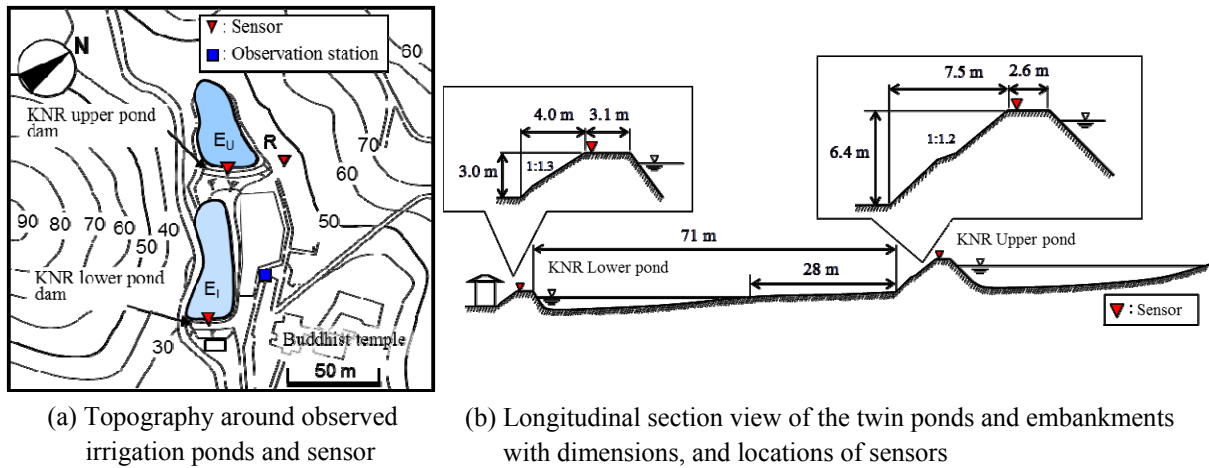 N
▼: Sensor
■: Observation station
60
KNR upper pond
dam
E_U
R
70
60
50
90
80
70
60
50
40
KNR lower pond
dam
E_l
30
Buddhist temple
50 m
(a) Topography around observed
irrigation ponds and sensor
4.0 m
3.1 m
3.0 m
1:1.3
7.5 m
2.6 m
6.4 m
1:1.2
71 m
KNR Lower pond
28 m
KNR Upper pond
▼: Sensor
(b) Longitudinal section view of the twin ponds and embankments
with dimensions, and locations of sensors